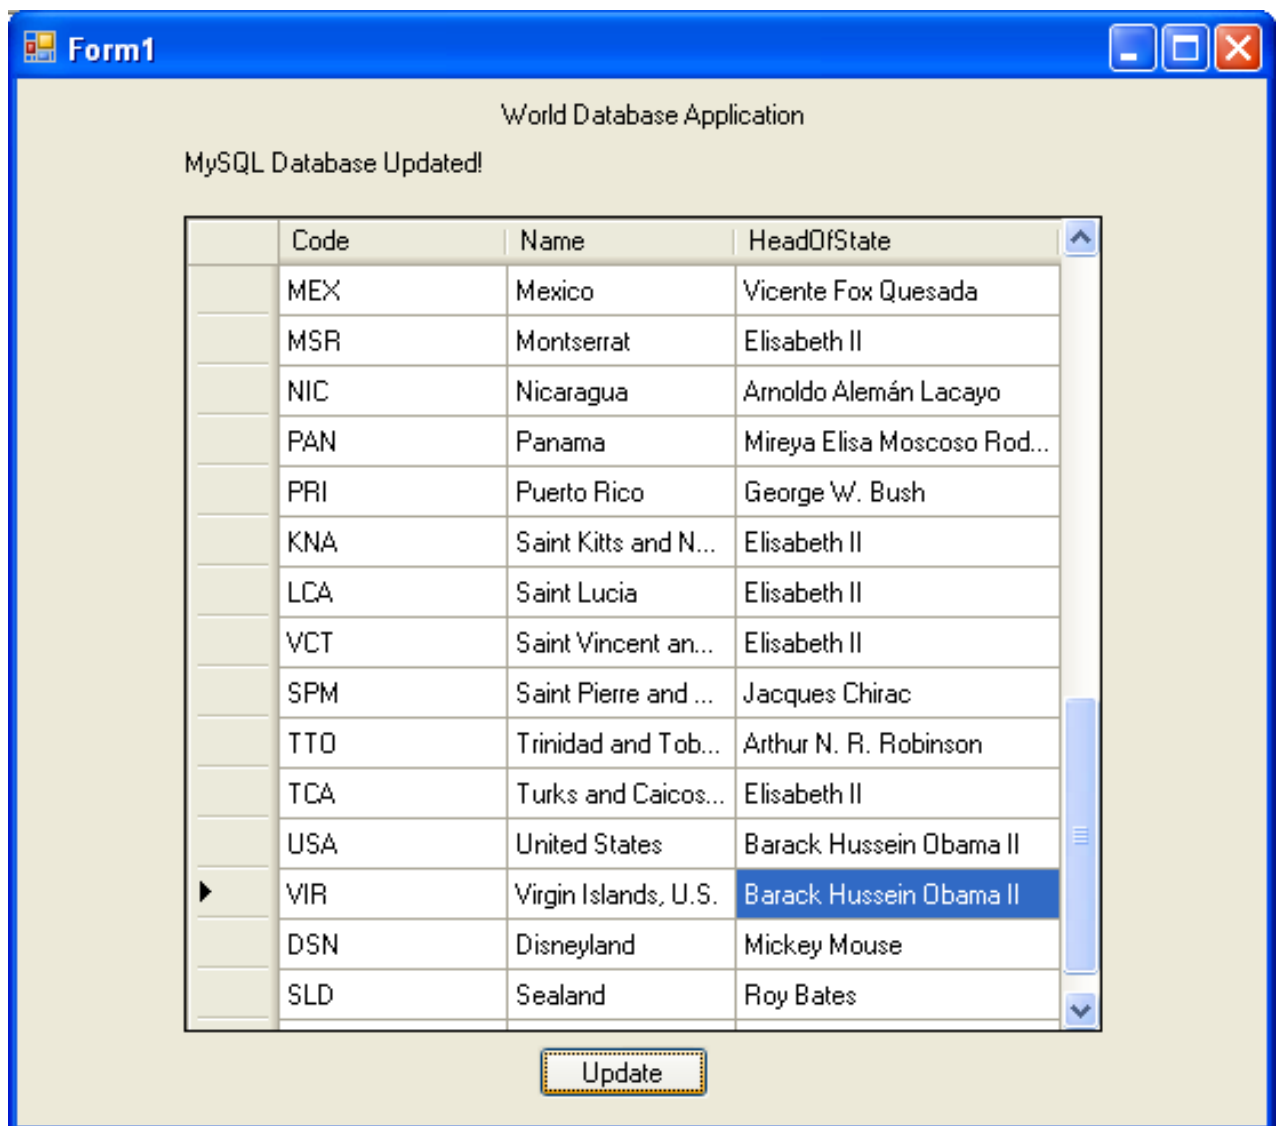 Form1
World Database Application
MySQL Database Updated!
Code Name HeadOfState
MEX Mexico Vicente Fox Quesada
MSR Montserrat Elisabeth II
NIC Nicaragua Arnoldo Alemán Lacayo
PAN Panama Mireya Elisa Moscoso Rod...
PRI Puerto Rico George W. Bush
KNA Saint Kitts and N... Elisabeth II
LCA Saint Lucia Elisabeth II
VCT Saint Vincent an... Elisabeth II
SPM Saint Pierre and ... Jacques Chirac
TTO Trinidad and Tob... Arthur N. R. Robinson
TCA Turks and Caicos... Elisabeth II
USA United States Barack Hussein Obama II
VIR Virgin Islands, U.S. Barack Hussein Obama II
DSN Disneyland Mickey Mouse
SLD Sealand Roy Bates
Update